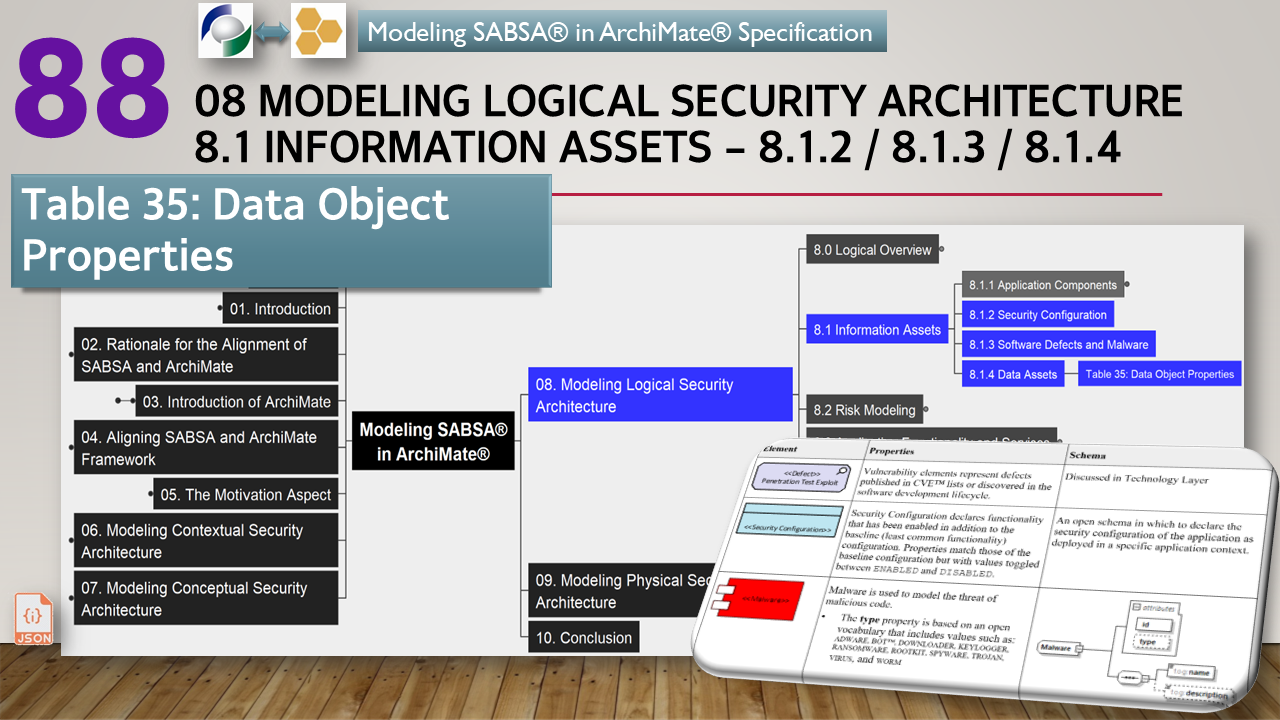 Modeling SABSA® in ArchiMate® Specification
88
08 MODELING LOGICAL SECURITY ARCHITECTURE
8.1 INFORMATION ASSETS – 8.1.2 / 8.1.3 / 8.1.4
Table 35: Data Object
Properties
01. Introduction
02. Rationale for the Alignment of
SABSA and ArchiMate
03. Introduction of ArchiMate
04. Aligning SABSA and ArchiMate
Framework
05. The Motivation Aspect
06. Modeling Contextual Security
Architecture
07. Modeling Conceptual Security
Architecture
Modeling SABSA®
in ArchiMate®
08. Modeling Logical Security
Architecture
8.0 Logical Overview
8.1 Information Assets
8.1.1 Application Components
8.1.2 Security Configuration
8.1.3 Software Defects and Malware
8.1.4 Data Assets
Table 35: Data Object Properties
8.2 Risk Modeling
09. Modeling Physical Sec
Architecture
10. Conclusion
JSON
Element
Properties
Schema
<<Defect>>
Penetration Test Exploit
Vulnerability elements represent defects
published in CVE™ lists or discovered in the
software development lifecycle.
Discussed in Technology Layer
<<Security Configuration>>
Security Configuration declares functionality
that has been enabled in addition to the
baseline (least common functionality)
configuration. Properties match those of the
baseline configuration but with values toggled
between ENABLED and DISABLED.
An open schema in which to declare the
security configuration of the application as
deployed in a specific application context.
<<Malware>>
Malware is used to model the threat of
malicious code.
• The type property is based on an open
vocabulary that includes values such as:
ADWARE, BOT™, DOWNLOADER, KEYLOGGER,
RANSOMWARE, ROOTKIT, SPYWARE, TROJAN,
VIRUS, and WORM
attributes
id
type
Malware
tog name
tog description